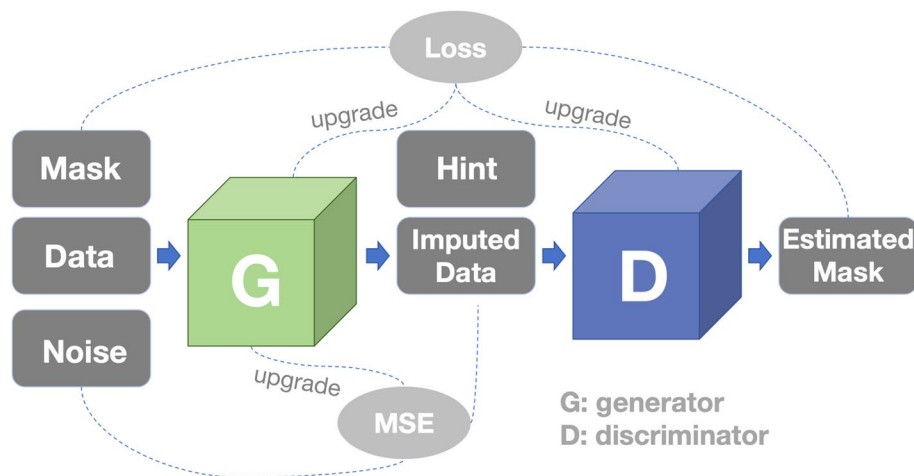 Loss
upgrade
upgrade
Mask
Hint
Data
G
Imputed
Data
D
Estimated
Mask
Noise
upgrade
MSE
G: generator
D: discriminator